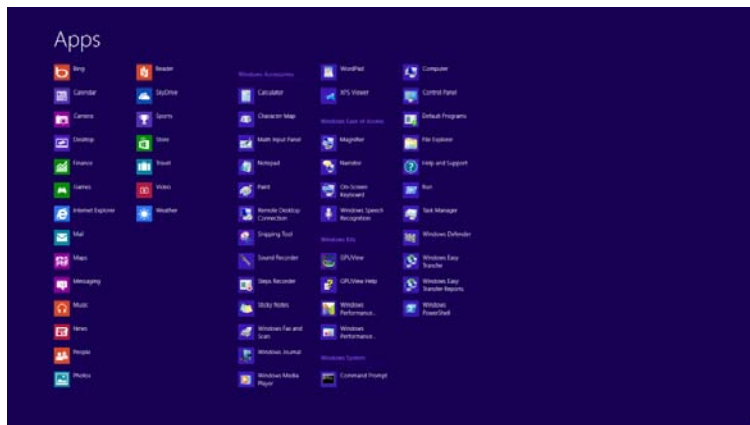 Apps
Bing
Calendar
Camera
Desktop
Finance
Games
Internet Explorer
Mail
Maps
Messaging
Music
News
People
Photos
Reader
SkyDrive
Sports
Store
Travel
Video
Weather
Windows Accessories
Calculator
Character Map
Math Input Panel
Notepad
Paint
Remote Desktop
Connection
Snipping Tool
Sound Recorder
Steps Recorder
Sticky Notes
Windows Fax and
Scan
Windows Journal
Windows Media
Player
WordPad
XPS Viewer
Windows Ease of Access
Magnifier
Narrator
On-Screen
Keyboard
Windows Speech
Recognition
Windows Kits
GPUView
GPUView Help
Windows
Performance...
Windows
Performance...
Windows System
Command Prompt
Computer
Control Panel
Default Programs
File Explorer
Help and Support
Run
Task Manager
Windows Defender
Windows Easy
Transfer
Windows Easy
Transfer Reports
Windows
PowerShell